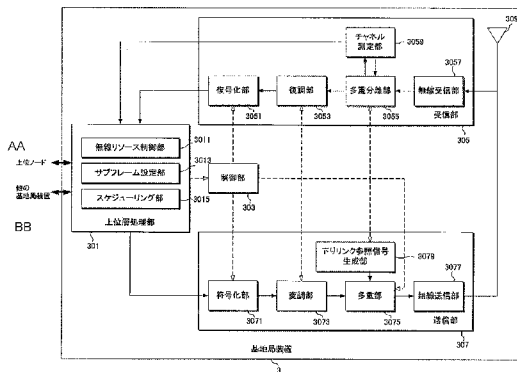 チャネル
測定部
3059
309
復号化部
3051
復調部
3053
多重分離部
3055
3057
無線受信部
受信部
305
AA
上位ノード
他の
基地局装置
BB
無線リソース制御部
3011
サブフレーム設定部
3013
スケジューリング部
3015
上位層処理部
301
制御部
303
下りリンク参照信号
生成部
3079
符号化部
3071
変調部
3073
多重部
3075
3077
無線送信部
送信部
307
基地局装置
3